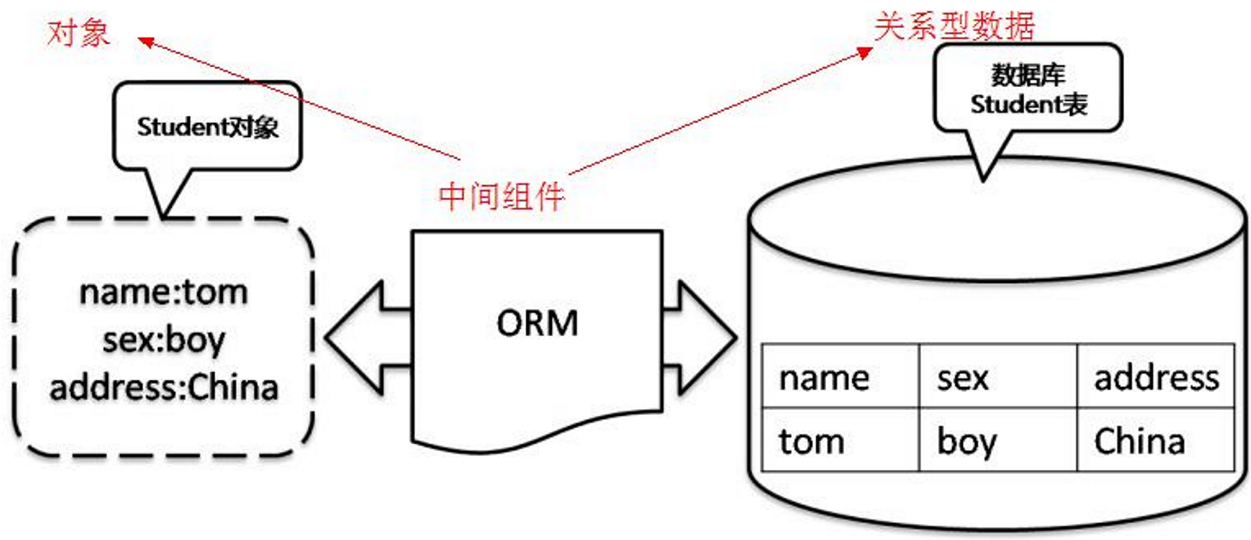 对象
关系型数据
数据库
Student表
Student对象
中间组件
name:tom
sex:boy
address:China
ORM
name sex address
tom boy China